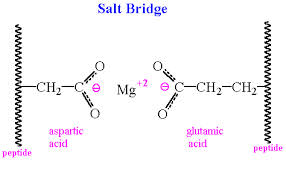 Salt Bridge
O O
CH₂ C ⊖ Mg⁺² ⊖ C CH₂ CH₂
O O
aspartic glutamic
acid acid
peptide peptide